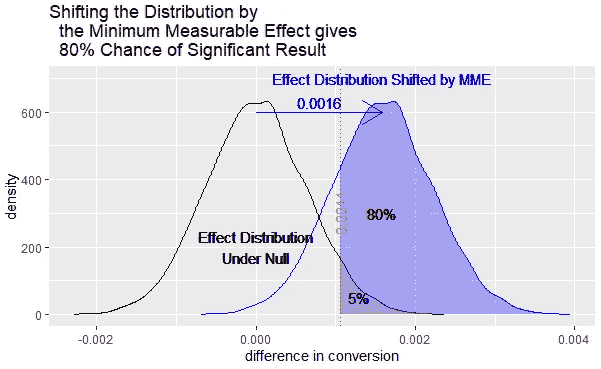 Shifting the Distribution by
the Minimum Measurable Effect gives
80% Chance of Significant Result
Effect Distribution Shifted by MME
0.0016
600
400
200
0
density
0.0011
80%
Effect Distribution
Under Null
5%
-0.002
0.000
0.002
0.004
difference in conversion